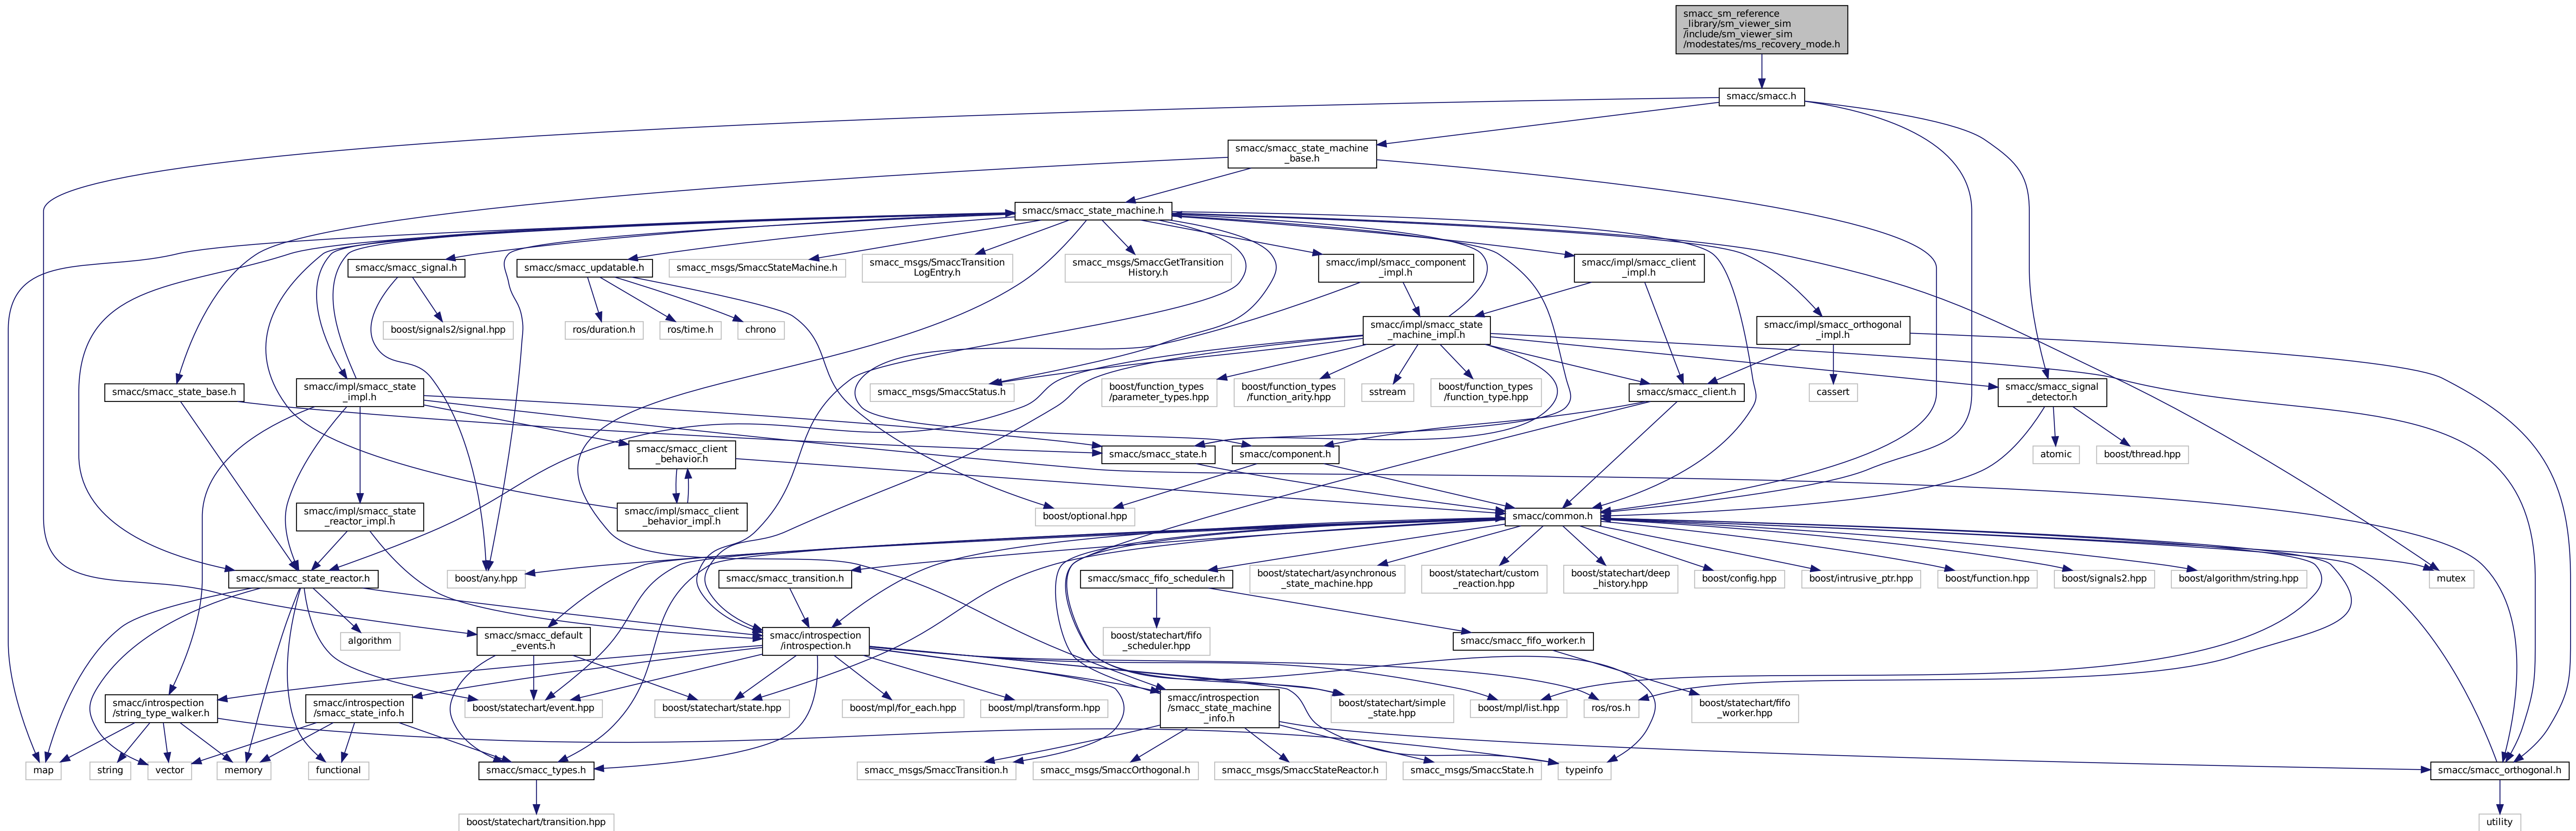 smacc_sm_reference
_library/sm_viewer_sim
/include/sm_viewer_sim
/modestates/ms_recovery_mode.h
smacc/smacc.h
smacc/smacc_state_machine
_base.h
smacc/smacc_state_machine.h
smacc/smacc_signal.h
smacc/smacc_updatable.h
smacc_msgs/SmaccStateMachine.h
smacc_msgs/SmaccTransition
LogEntry.h
smacc_msgs/SmaccGetTransition
History.h
smacc/impl/smacc_component
_impl.h
smacc/impl/smacc_client
_impl.h
boost/signals2/signal.hpp
ros/duration.h
ros/time.h
chrono
smacc/impl/smacc_state
_machine_impl.h
smacc/impl/smacc_orthogonal
_impl.h
smacc/smacc_state_base.h
smacc/impl/smacc_state
_impl.h
smacc_msgs/SmaccStatus.h
boost/function_types
/parameter_types.hpp
boost/function_types
/function_arity.hpp
sstream
boost/function_types
/function_type.hpp
smacc/smacc_client.h
cassert
smacc/smacc_signal
_detector.h
smacc/smacc_client
_behavior.h
smacc/smacc_state.h
smacc/component.h
atomic
boost/thread.hpp
smacc/impl/smacc_state
_reactor_impl.h
smacc/impl/smacc_client
_behavior_impl.h
boost/optional.hpp
smacc/common.h
smacc/smacc_state_reactor.h
boost/any.hpp
smacc/smacc_transition.h
smacc/smacc_fifo_scheduler.h
boost/statechart/asynchronous
_state_machine.hpp
boost/statechart/custom
_reaction.hpp
boost/statechart/deep
_history.hpp
boost/config.hpp
boost/intrusive_ptr.hpp
boost/function.hpp
boost/signals2.hpp
boost/algorithm/string.hpp
mutex
algorithm
smacc/smacc_default
_events.h
smacc/introspection
/introspection.h
boost/statechart/fifo
_scheduler.hpp
smacc/smacc_fifo_worker.h
smacc/introspection
/string_type_walker.h
smacc/introspection
/smacc_state_info.h
boost/statechart/event.hpp
boost/statechart/state.hpp
boost/mpl/for_each.hpp
boost/mpl/transform.hpp
smacc/introspection
/smacc_state_machine
_info.h
boost/statechart/simple
_state.hpp
boost/mpl/list.hpp
ros/ros.h
boost/statechart/fifo
_worker.hpp
map
string
vector
memory
functional
smacc/smacc_types.h
smacc_msgs/SmaccTransition.h
smacc_msgs/SmaccOrthogonal.h
smacc_msgs/SmaccStateReactor.h
smacc_msgs/SmaccState.h
typeinfo
smacc/smacc_orthogonal.h
boost/statechart/transition.hpp
utility